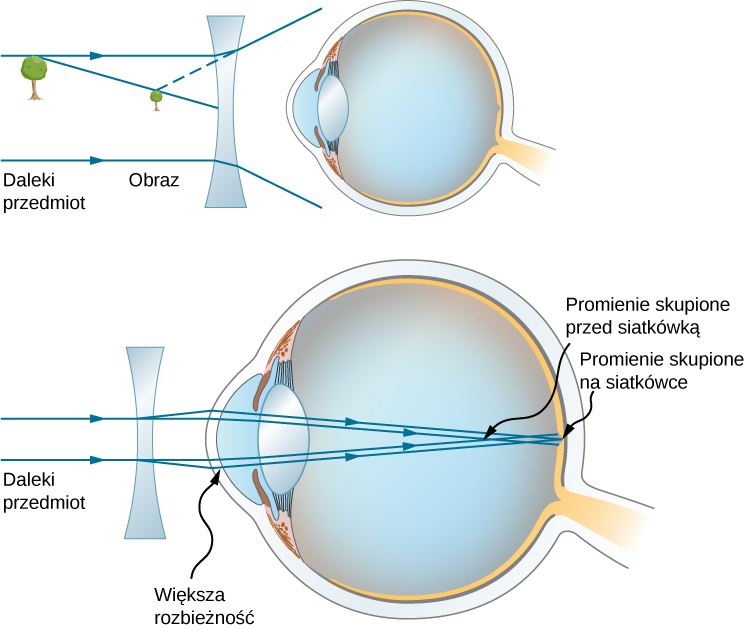 Daleki
przedmiot
Obraz
Promienie skupione
przed siatkówką
Promienie skupione
na siatkówce
Daleki
przedmiot
Większa
rozbieżność